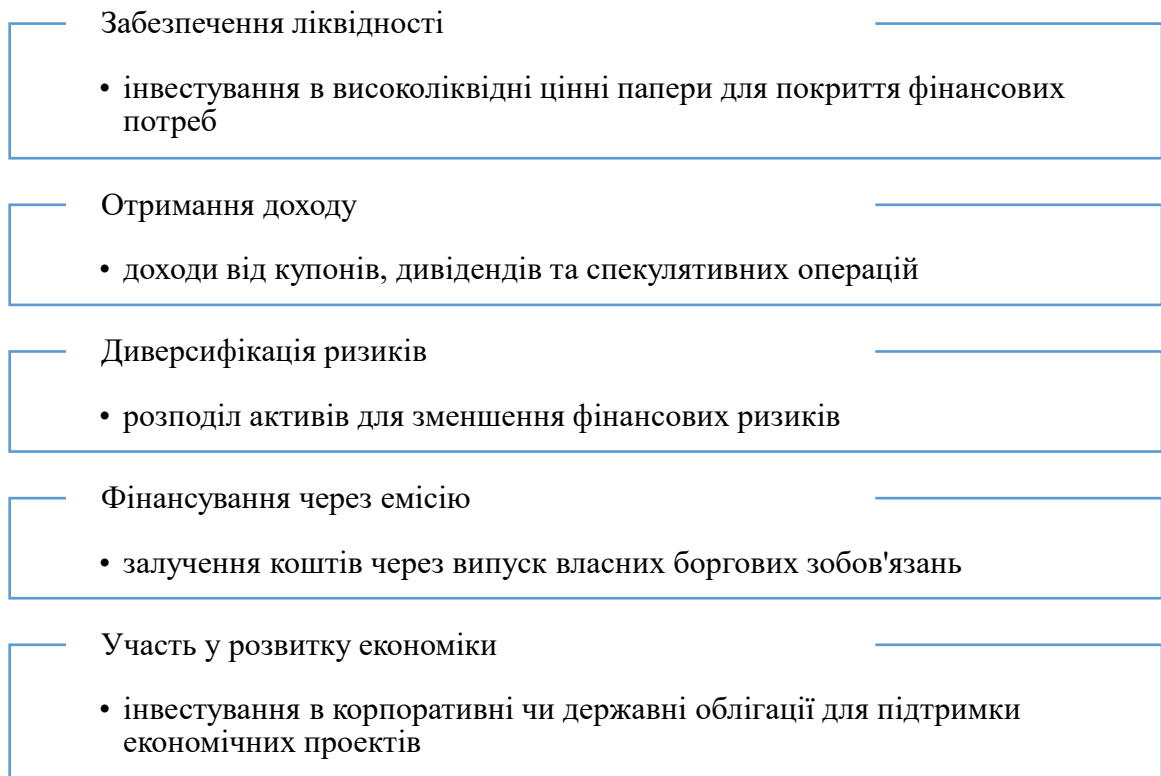 Забезпечення ліквідності
• інвестування в високоліквідні цінні папери для покриття фінансових
потреб
Отримання доходу
• доходи від купонів, дивідендів та спекулятивних операцій
Диверсифікація ризиків
• розподіл активів для зменшення фінансових ризиків
Фінансування через емісію
• залучення коштів через випуск власних боргових зобов'язань
Участь у розвитку економіки
• інвестування в корпоративні чи державні облігації для підтримки
економічних проектів